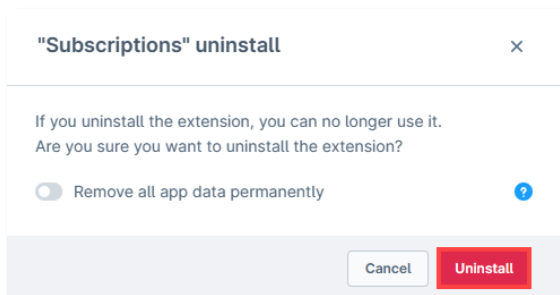 "Subscriptions" uninstall
If you uninstall the extension, you can no longer use it.
Are you sure you want to uninstall the extension?
Remove all app data permanently
?
Cancel
Uninstall